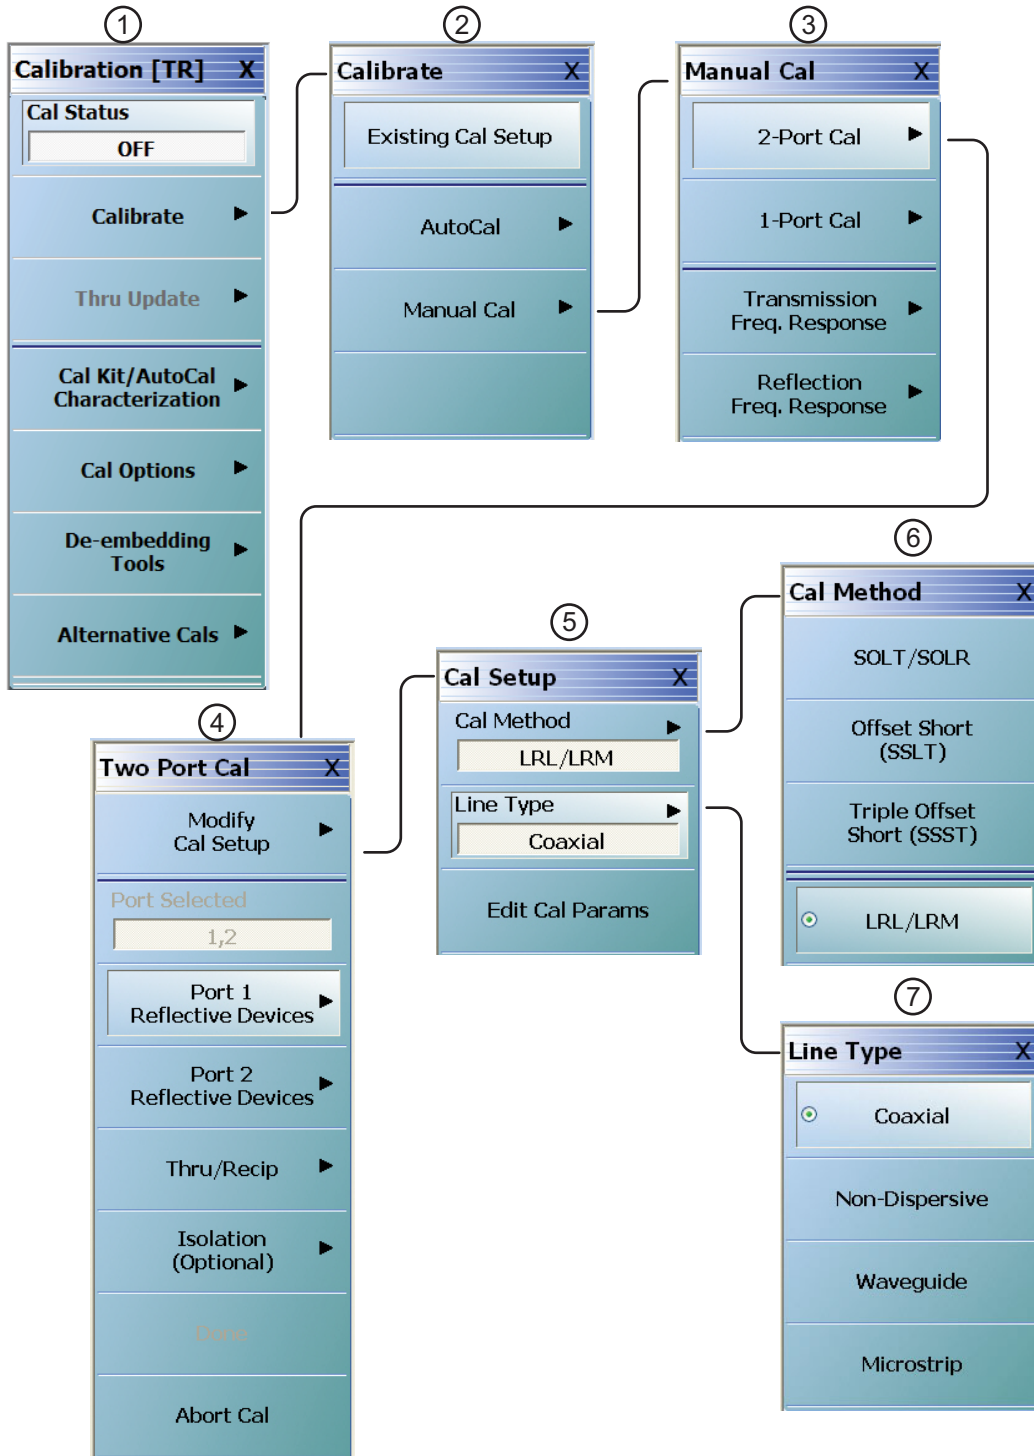 1
Calibration [TR] X
Cal Status
OFF
Calibrate
Thru Update
Cal Kit/AutoCal
Characterization
Cal Options
De-embedding
Tools
Alternative Cals
2
Calibrate X
Existing Cal Setup
AutoCal
Manual Cal
3
Manual Cal X
2-Port Cal
1-Port Cal
Transmission
Freq. Response
Reflection
Freq. Response
4
Two Port Cal X
Modify
Cal Setup
Port Selected
1,2
Port 1
Reflective Devices
Port 2
Reflective Devices
Thru/Recip
Isolation
(Optional)
Done
Abort Cal
5
Cal Setup X
Cal Method
LRL/LRM
Line Type
Coaxial
Edit Cal Params
6
Cal Method X
SOLT/SOLR
Offset Short
(SSLT)
Triple Offset
Short (SSST)
LRL/LRM
7
Line Type X
Coaxial
Non-Dispersive
Waveguide
Microstrip